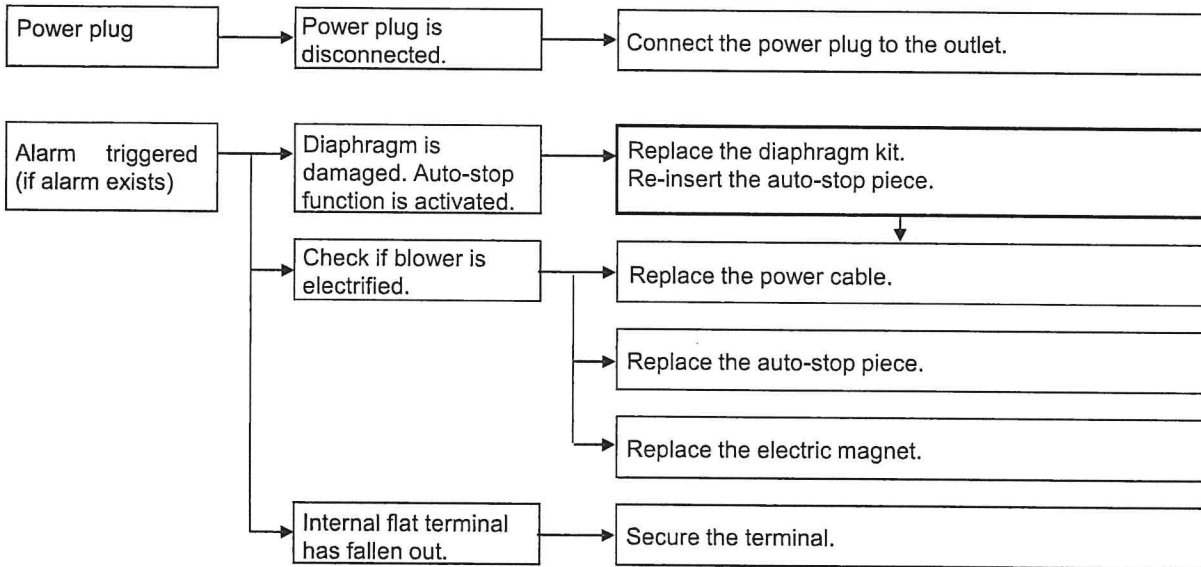 Power plug
Power plug is
disconnected.
Connect the power plug to the outlet.
Alarm triggered
(if alarm exists)
Diaphragm is
damaged. Auto-stop
function is activated.
Replace the diaphragm kit.
Re-insert the auto-stop piece.
Check if blower is
electrified.
Replace the power cable.
Replace the auto-stop piece.
Replace the electric magnet.
Internal flat terminal
has fallen out.
Secure the terminal.